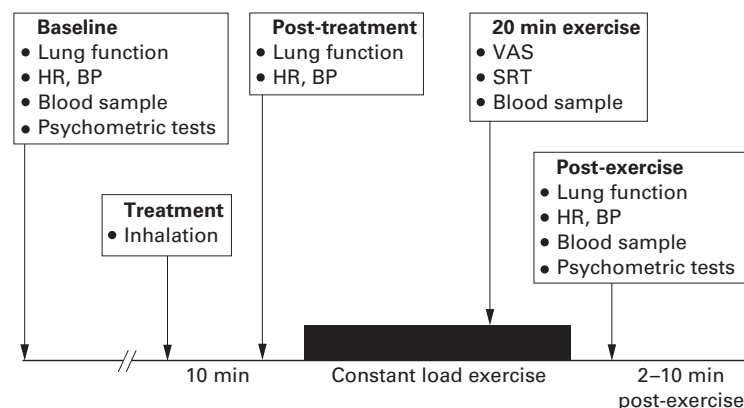 Baseline
• Lung function
• HR, BP
• Blood sample
• Psychometric tests
Treatment
• Inhalation
Post-treatment
• Lung function
• HR, BP
20 min exercise
• VAS
• SRT
• Blood sample
Post-exercise
• Lung function
• HR, BP
• Blood sample
• Psychometric tests
10 min
Constant load exercise
2–10 min
post-exercise